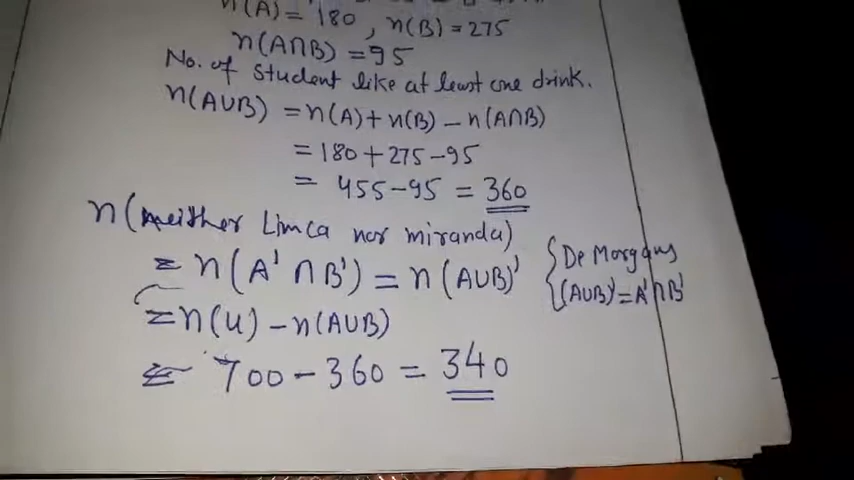 n(A) = 180, n(B) = 275
n(A∩B) = 95
No. of Student like at least one drink.
n(A∪B) = n(A) + n(B) - n(A∩B)
= 180 + 275 - 95
= 455 - 95 = 360
n(neither Limca nor miranda)
= n(A' ∩ B') = n(A∪B)' { De Morgans
(A∪B)' = A'∩B'
= n(U) - n(A∪B)
= 700 - 360 = 340